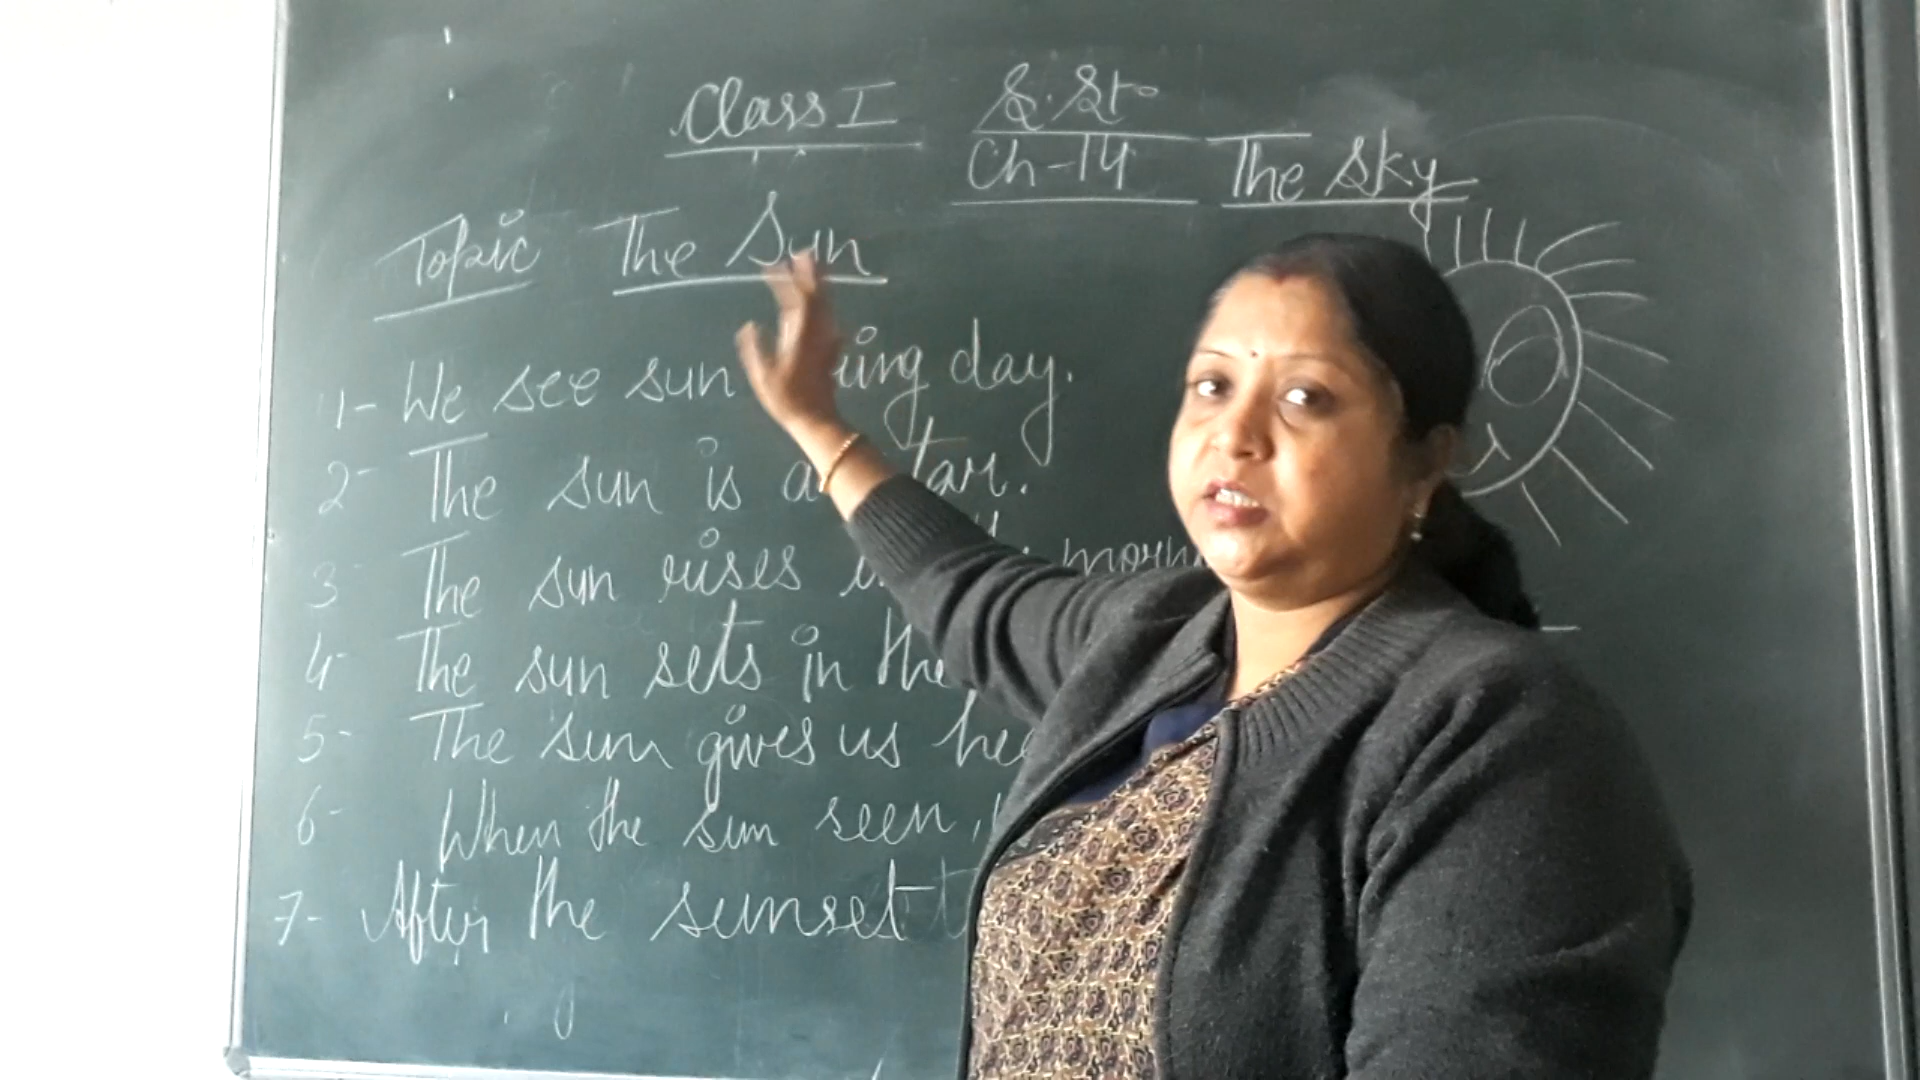 Class I S.St.
Ch-14 The Sky
Topic The Sun
1- We see sun day.
2- The sun is a
3 The sun rises
4- The sun sets in the
5- The sun gives us
6- When the sun seen,
7- After the sunset